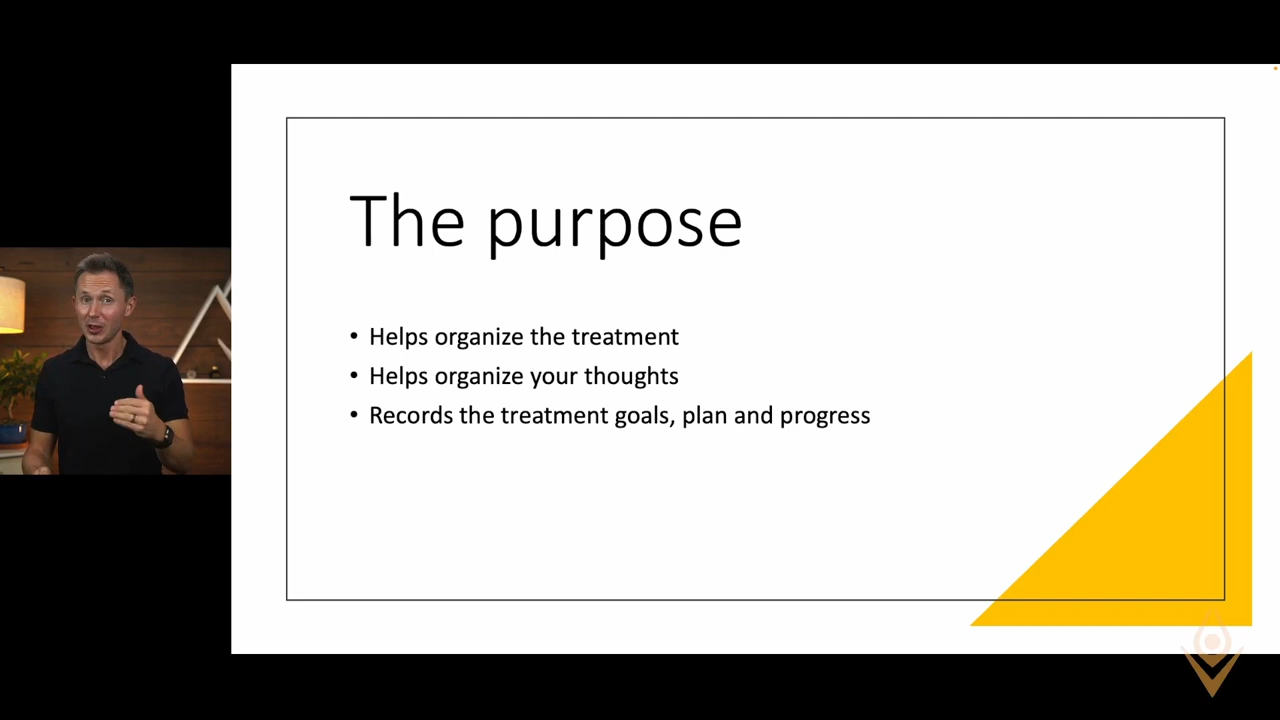 The purpose
• Helps organize the treatment
• Helps organize your thoughts
• Records the treatment goals, plan and progress